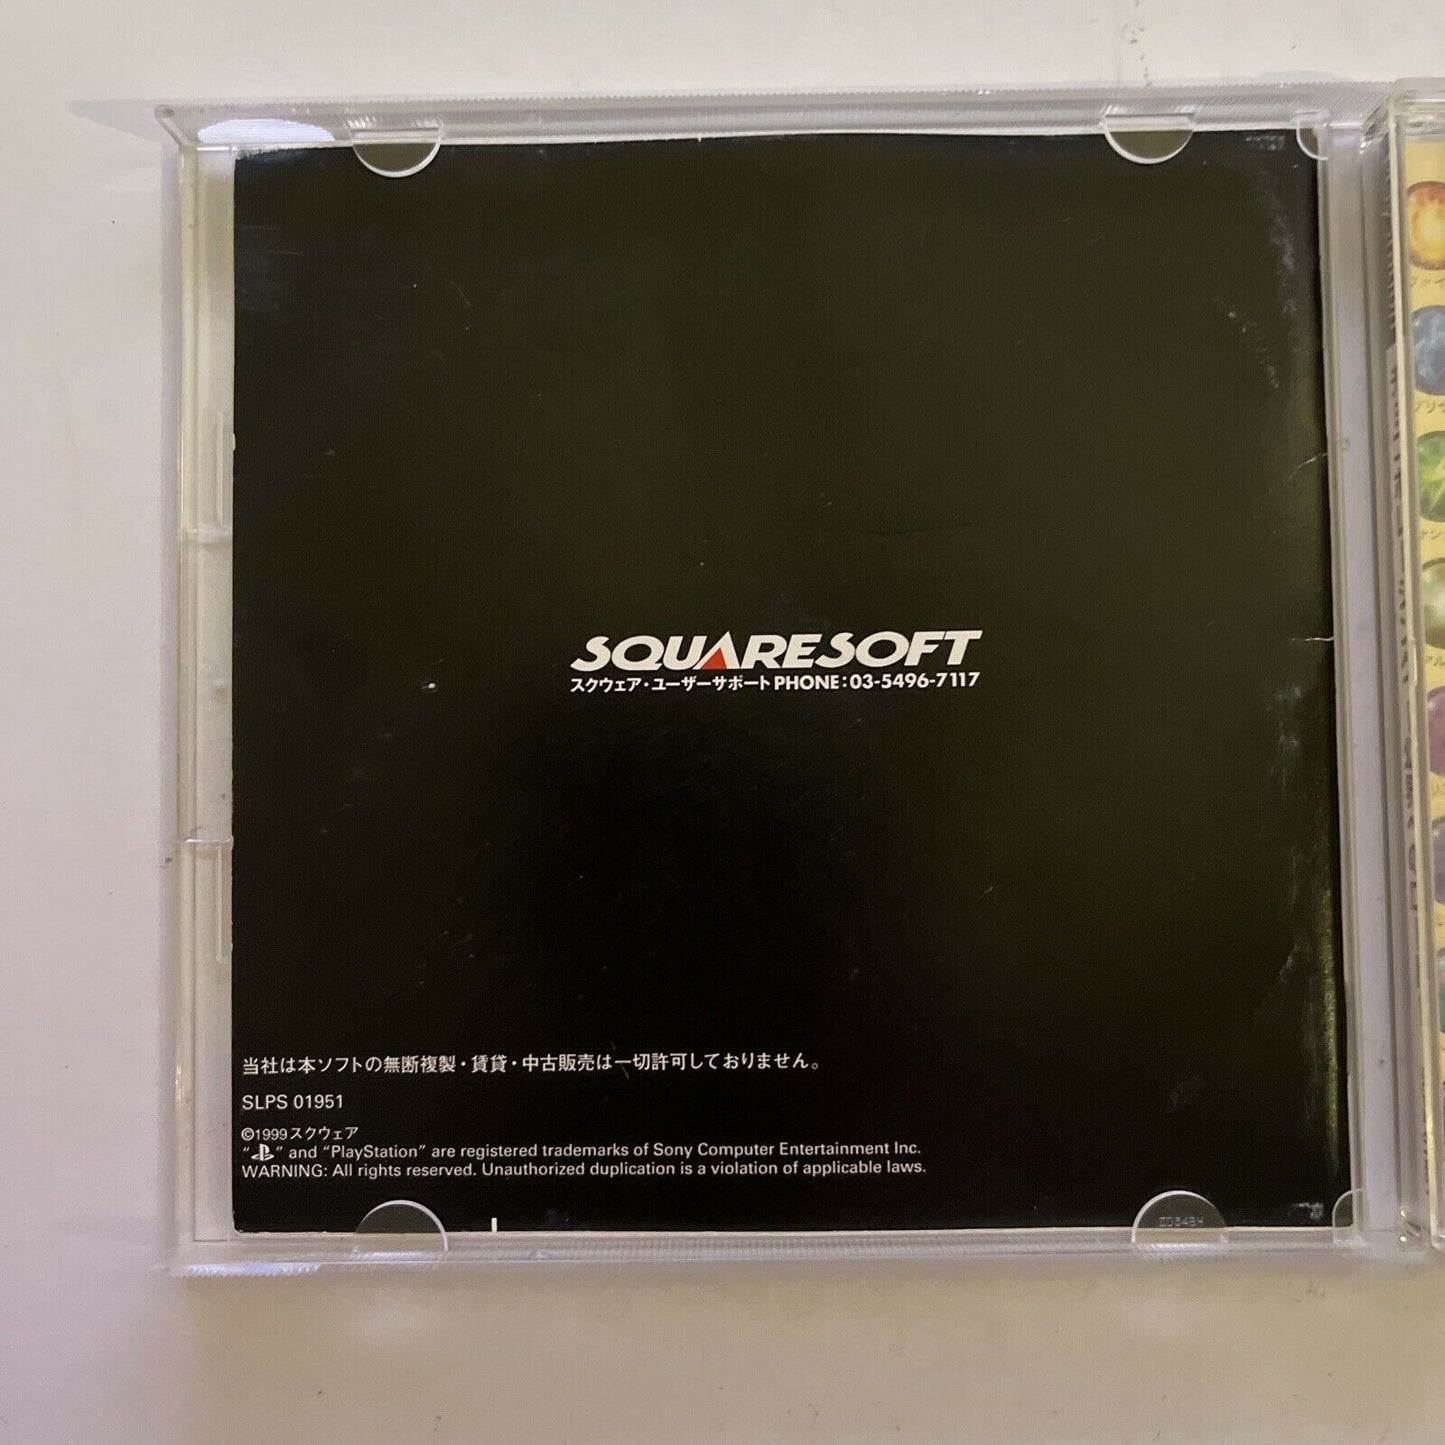 SQUARESOFT
スクウェア・ユーザーサポート PHONE:03-5496-7117
当社は本ソフトの無断複製・賃貸・中古販売は一切許可しておりません。
SLPS 01951
©1999スクウェア
" " and "PlayStation" are registered trademarks of Sony Computer Entertainment Inc.
WARNING: All rights reserved. Unauthorized duplication is a violation of applicable laws.